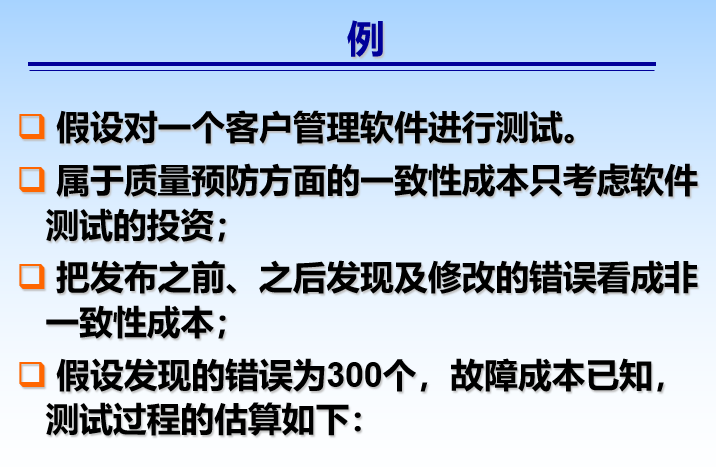 例
假设对一个客户管理软件进行测试。
属于质量预防方面的一致性成本只考虑软件
测试的投资；
把发布之前、之后发现及修改的错误看成非
一致性成本；
假设发现的错误为300个，故障成本已知，
测试过程的估算如下：